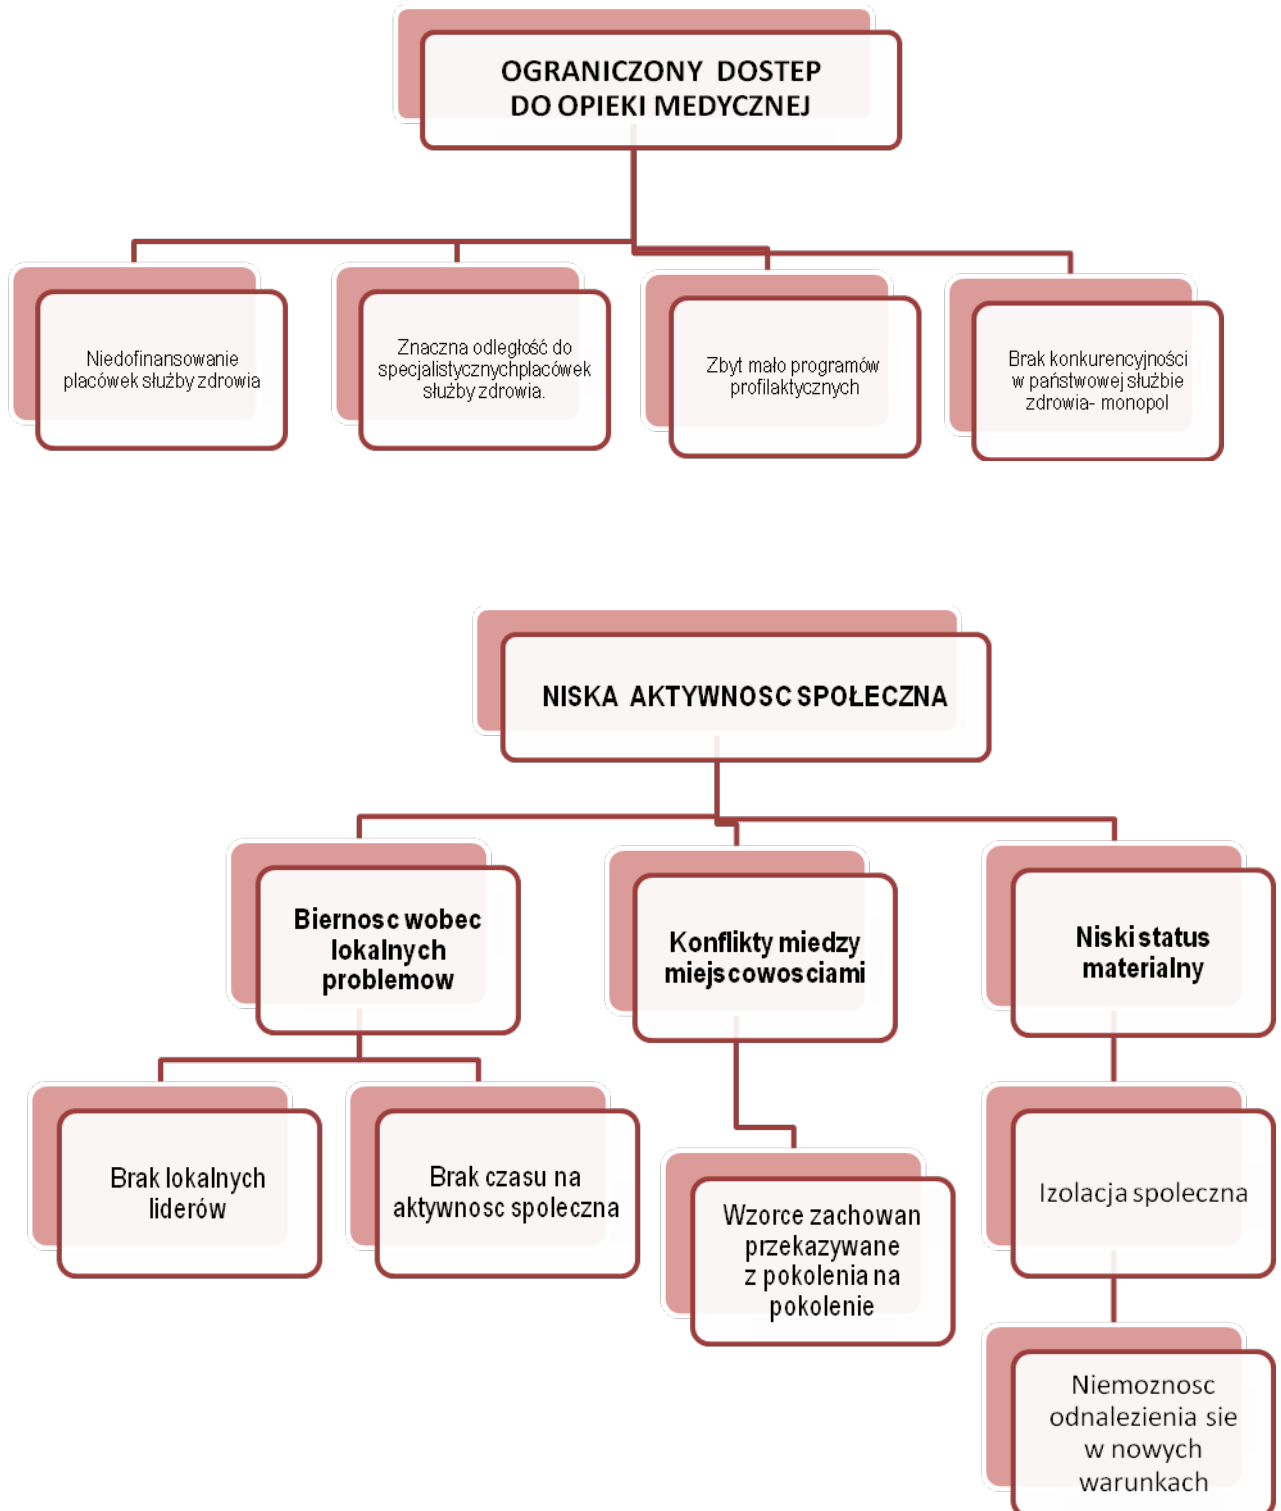 OGRANICZONY DOSTEP
DO OPIEKI MEDYCZNEJ
Niedofinansowanie
placówek służby zdrowia
Znaczna odległość do
specjalistycznychplacówek
służby zdrowia.
Zbyt mało programów
profilaktycznych
Brak konkurencyjności
w państwowej służbie
zdrowia- monopol
NISKA AKTYWNOSC SPOŁECZNA
Biernosc wobec
lokalnych
problemow
Konflikty miedzy
miejscowosciami
Niski status
materialny
Brak lokalnych
liderów
Brak czasu na
aktywnosc spoleczna
Wzorce zachowan
przekazywane
z pokolenia na
pokolenie
Izolacja spoleczna
Niemoznosc
odnalezienia sie
w nowych
warunkach